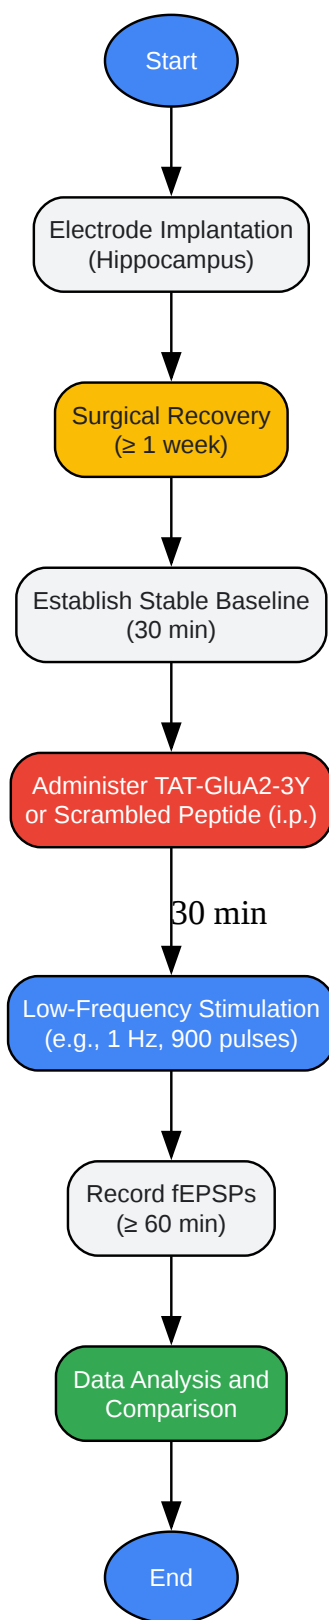 Start
Electrode Implantation
(Hippocampus)
Surgical Recovery
(≥ 1 week)
Establish Stable Baseline
(30 min)
Administer TAT-GluA2-3Y
or Scrambled Peptide (i.p.)
30 min
Low-Frequency Stimulation
(e.g., 1 Hz, 900 pulses)
Record fEPSPs
(≥ 60 min)
Data Analysis and
Comparison
End